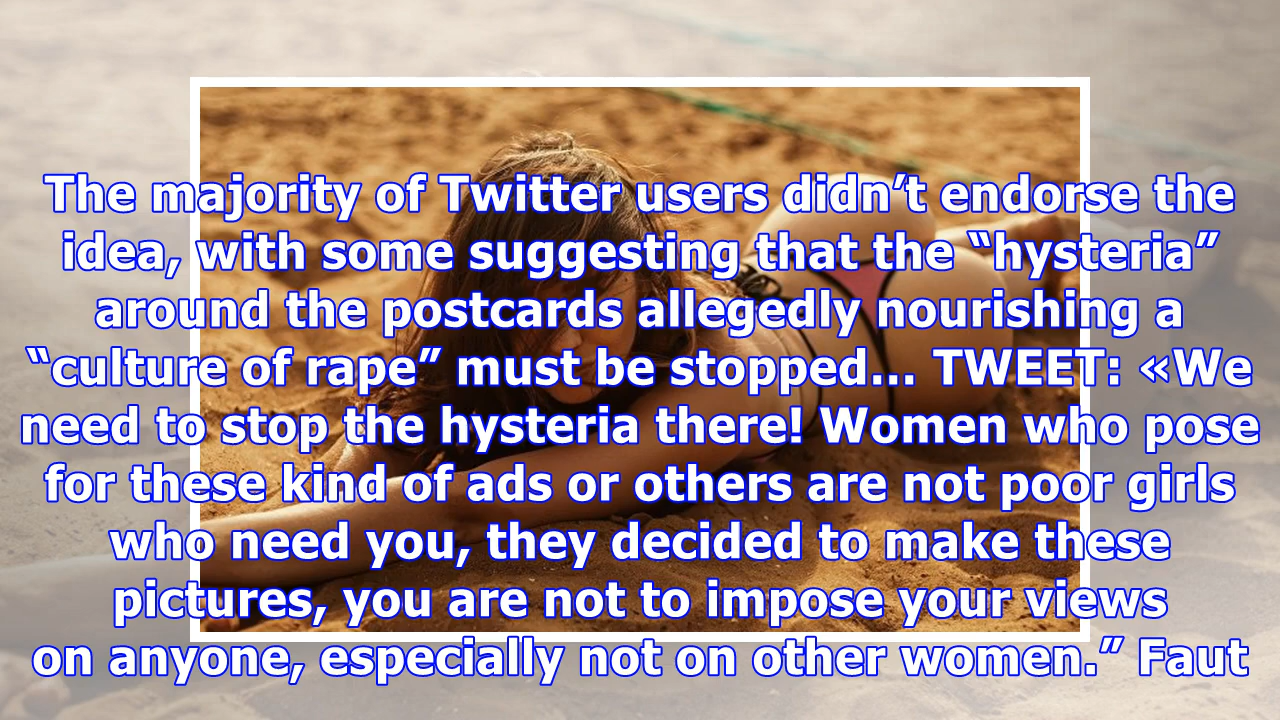 The majority of Twitter users didn’t endorse the
idea, with some suggesting that the “hysteria”
around the postcards allegedly nourishing a
“culture of rape” must be stopped... TWEET: «We
need to stop the hysteria there! Women who pose
for these kind of ads or others are not poor girls
who need you, they decided to make these
pictures, you are not to impose your views
on anyone, especially not on other women.” Faut